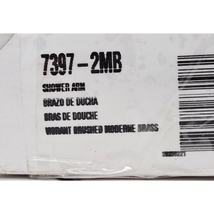 7397-2MB
SHOWER ARM
BRAZO DE DUCHA
BRAS DE DOUCHE
VIBRANT BRUSHED MODERNE BRASS